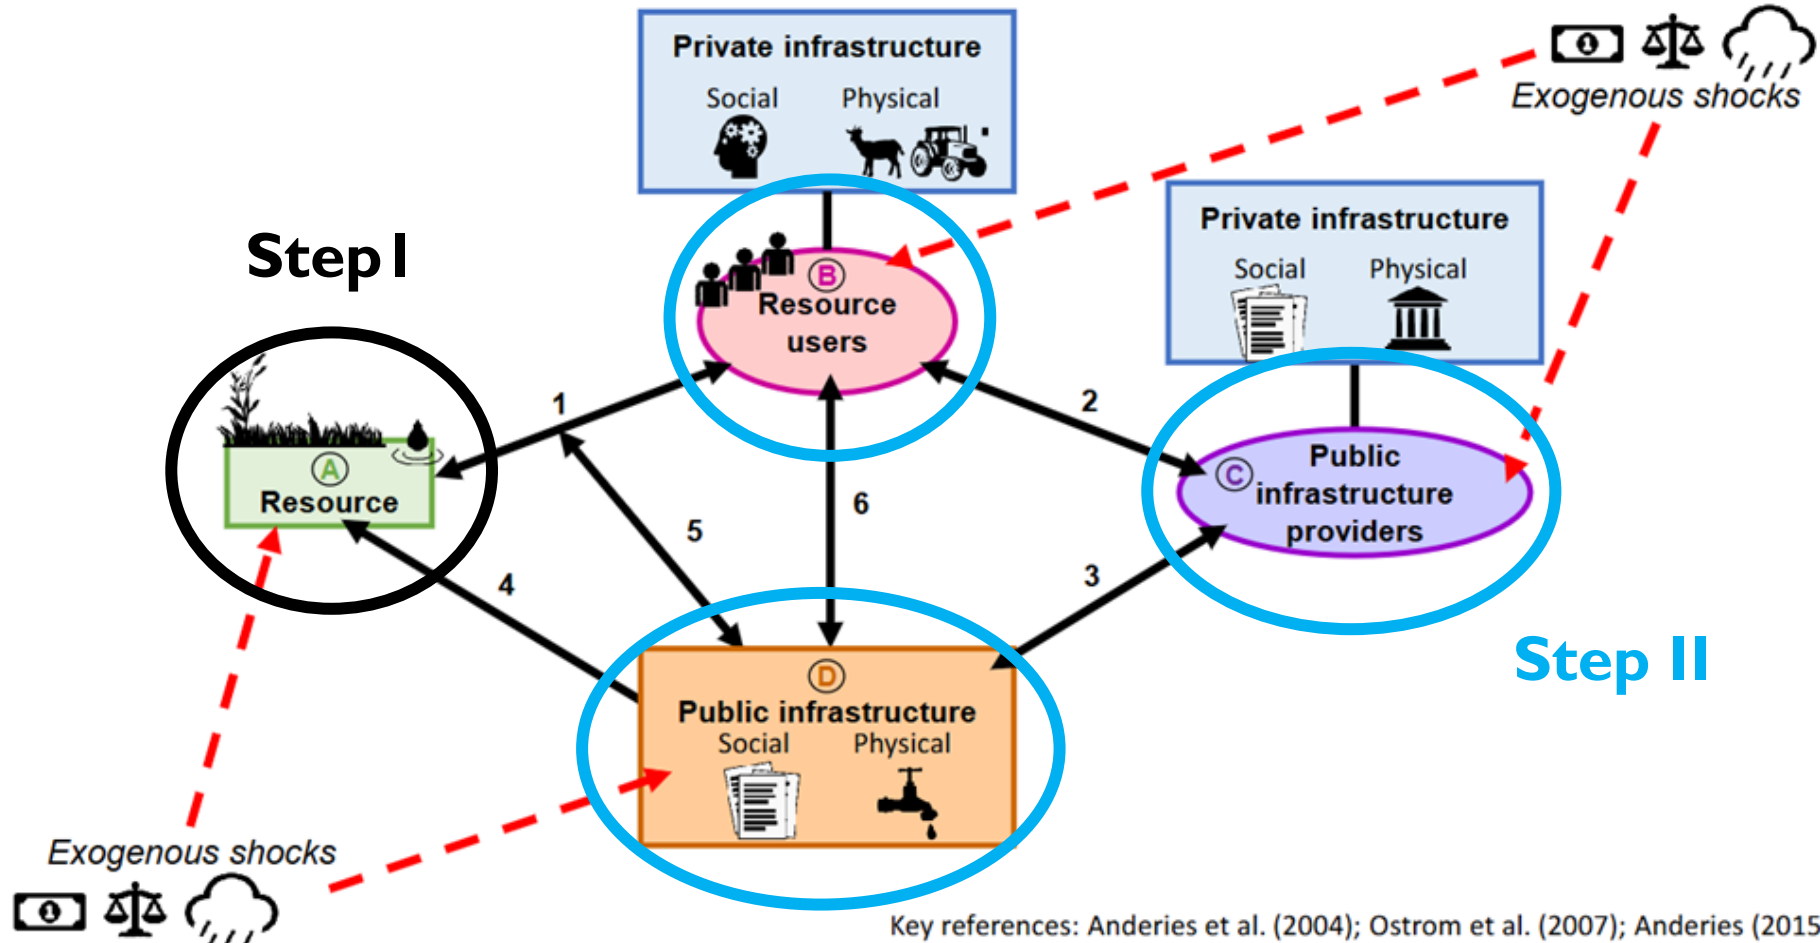 Private infrastructure
Social Physical
Exogenous shocks
Private infrastructure
Social Physical
Step I
B
Resource
users
1
2
A
Resource
C
Public
infrastructure
providers
5
6
4
3
Step II
D
Public infrastructure
Social Physical
Exogenous shocks
Key references: Anderies et al. (2004); Ostrom et al. (2007); Anderies (2015